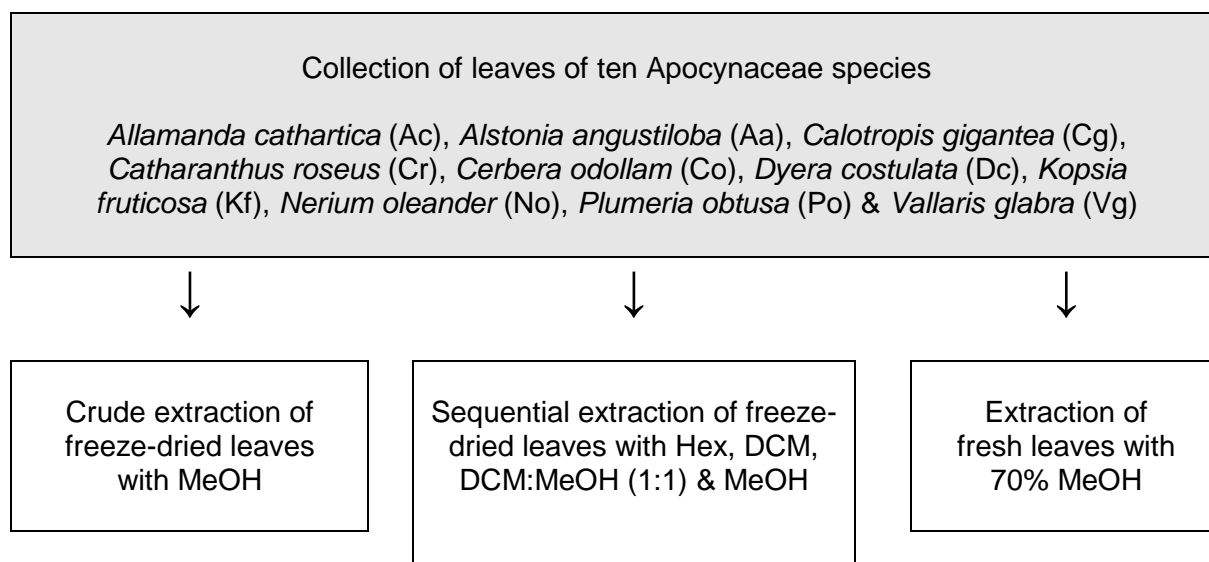 Collection of leaves of ten Apocynaceae species
Allamanda cathartica (Ac), Alstonia angustiloba (Aa), Calotropis gigantea (Cg),
Catharanthus roseus (Cr), Cerbera odollam (Co), Dyera costulata (Dc), Kopsia
fruticosa (Kf), Nerium oleander (No), Plumeria obtusa (Po) & Vallaris glabra (Vg)
Crude extraction of
freeze-dried leaves
with MeOH
Sequential extraction of freeze-
dried leaves with Hex, DCM,
DCM:MeOH (1:1) & MeOH
Extraction of
fresh leaves with
70% MeOH